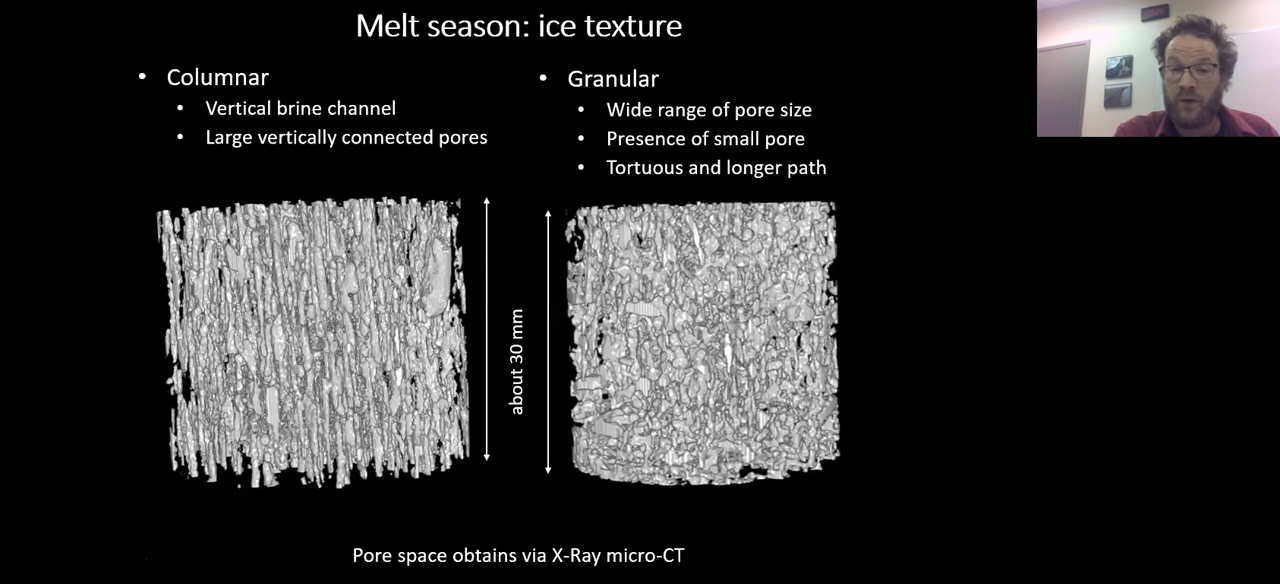 Melt season: ice texture
• Columnar
• Vertical brine channel
• Large vertically connected pores
• Granular
• Wide range of pore size
• Presence of small pore
• Tortuous and longer path
about 30 mm
Pore space obtains via X-Ray micro-CT